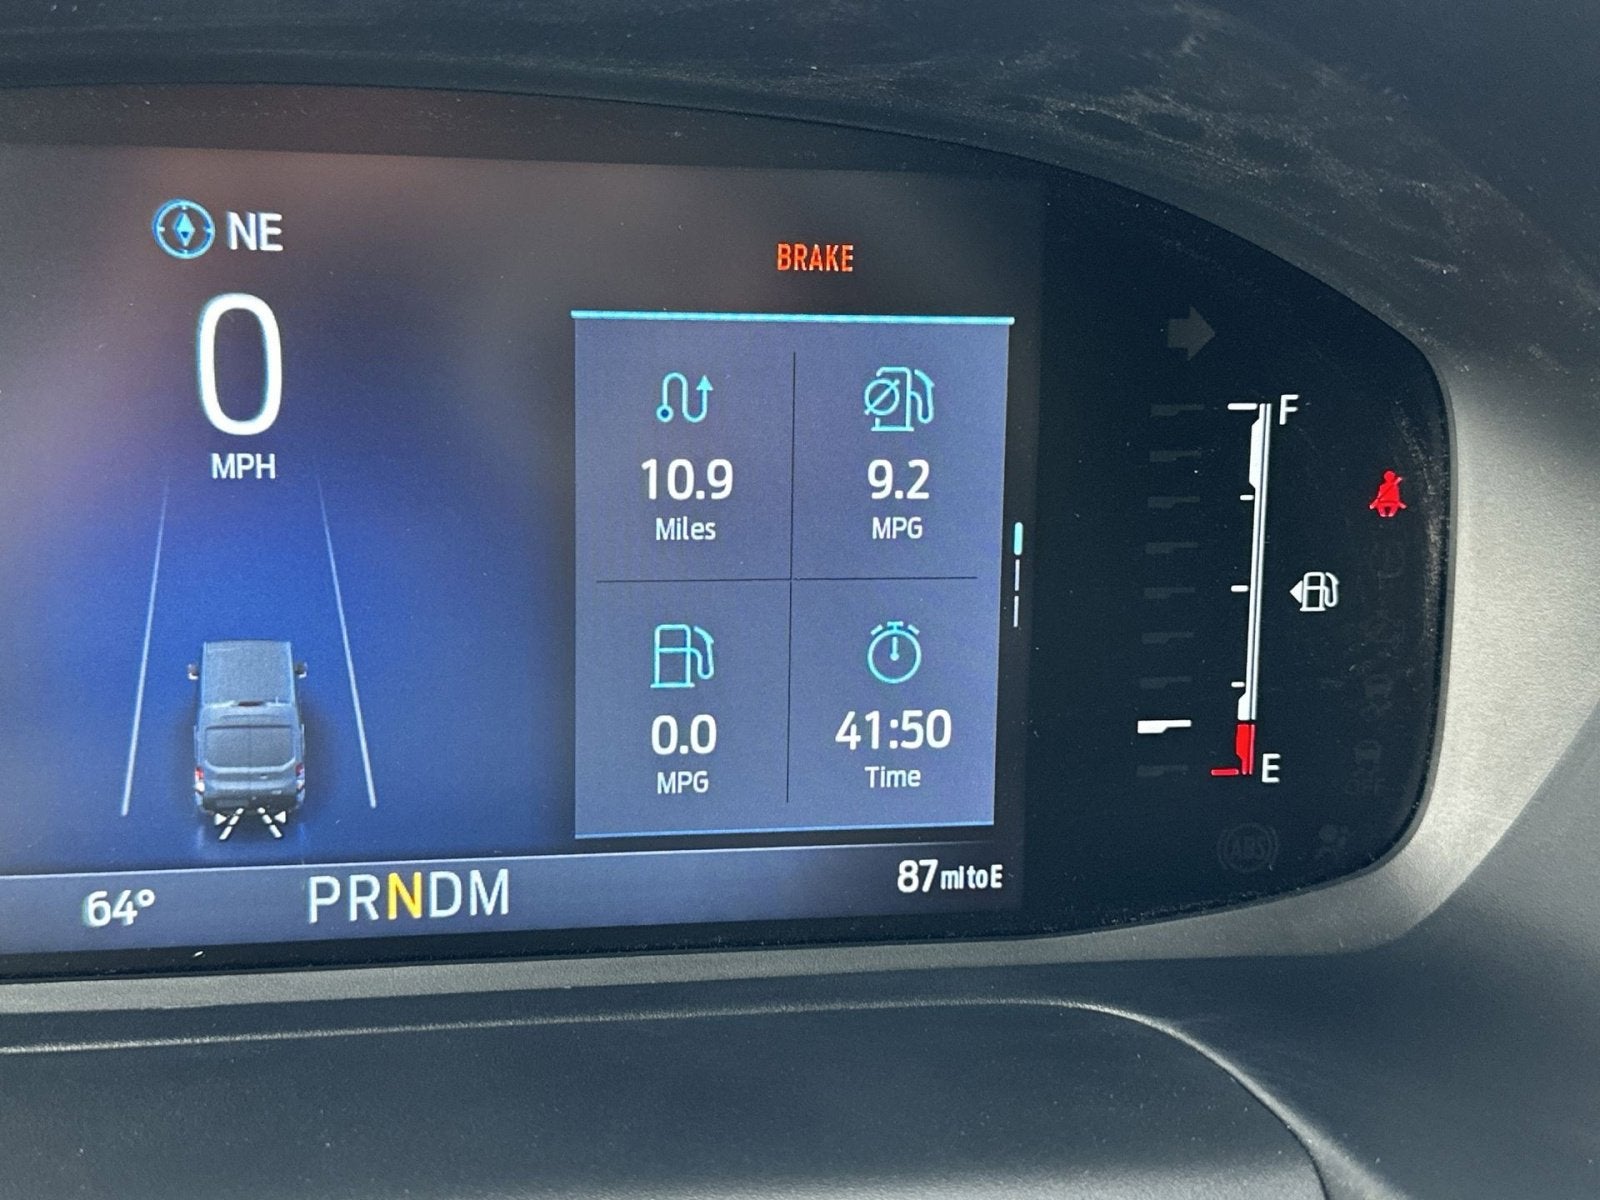 NE
0
MPH
BRAKE
10.9
Miles
9.2
MPG
0.0
MPG
41:50
Time
64°
PRNDM
87 mi to E
F
E
ABS